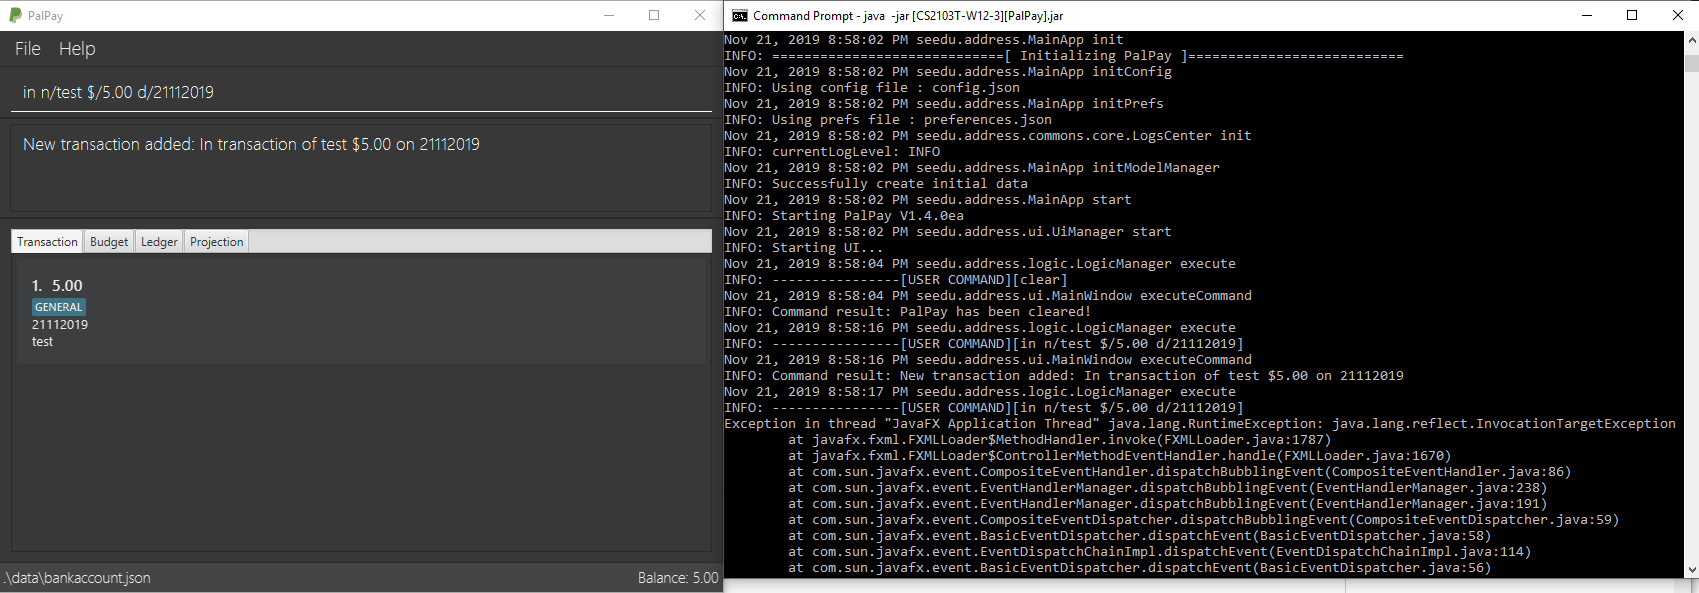 PalPay
File Help
in n/test $/5.00 d/21112019
New transaction added: In transaction of test $5.00 on 21112019
Transaction Budget Ledger Projection
1. 5.00
GENERAL
21112019
test
.\data\bankaccount.json
Balance: 5.00
Command Prompt - java -jar [CS2103T-W12-3][PalPay].jar
Nov 21, 2019 8:58:02 PM seedu.address.MainApp init
INFO: =============================[ Initializing PalPay ]===========================
Nov 21, 2019 8:58:02 PM seedu.address.MainApp initConfig
INFO: Using config file : config.json
Nov 21, 2019 8:58:02 PM seedu.address.MainApp initPrefs
INFO: Using prefs file : preferences.json
Nov 21, 2019 8:58:02 PM seedu.address.commons.core.LogsCenter init
INFO: currentLogLevel: INFO
Nov 21, 2019 8:58:02 PM seedu.address.MainApp initModelManager
INFO: Successfully create initial data
Nov 21, 2019 8:58:02 PM seedu.address.MainApp start
INFO: Starting PalPay V1.4.0ea
Nov 21, 2019 8:58:02 PM seedu.address.ui.UiManager start
INFO: Starting UI...
Nov 21, 2019 8:58:04 PM seedu.address.logic.LogicManager execute
INFO: ----------------[USER COMMAND][clear]
Nov 21, 2019 8:58:04 PM seedu.address.ui.MainWindow executeCommand
INFO: Command result: PalPay has been cleared!
Nov 21, 2019 8:58:16 PM seedu.address.logic.LogicManager execute
INFO: ----------------[USER COMMAND][in n/test $/5.00 d/21112019]
Nov 21, 2019 8:58:16 PM seedu.address.ui.MainWindow executeCommand
INFO: Command result: New transaction added: In transaction of test $5.00 on 21112019
Nov 21, 2019 8:58:17 PM seedu.address.logic.LogicManager execute
INFO: ----------------[USER COMMAND][in n/test $/5.00 d/21112019]
Exception in thread "JavaFX Application Thread" java.lang.RuntimeException: java.lang.reflect.InvocationTargetException
at javafx.fxml.FXMLLoader$MethodHandler.invoke(FXMLLoader.java:1787)
at javafx.fxml.FXMLLoader$ControllerMethodEventHandler.handle(FXMLLoader.java:1670)
at com.sun.javafx.event.CompositeEventHandler.dispatchBubblingEvent(CompositeEventHandler.java:86)
at com.sun.javafx.event.EventHandlerManager.dispatchBubblingEvent(EventHandlerManager.java:238)
at com.sun.javafx.event.EventHandlerManager.dispatchBubblingEvent(EventHandlerManager.java:191)
at com.sun.javafx.event.CompositeEventDispatcher.dispatchBubblingEvent(CompositeEventDispatcher.java:59)
at com.sun.javafx.event.BasicEventDispatcher.dispatchEvent(BasicEventDispatcher.java:58)
at com.sun.javafx.event.EventDispatchChainImpl.dispatchEvent(EventDispatchChainImpl.java:114)
at com.sun.javafx.event.BasicEventDispatcher.dispatchEvent(BasicEventDispatcher.java:56)